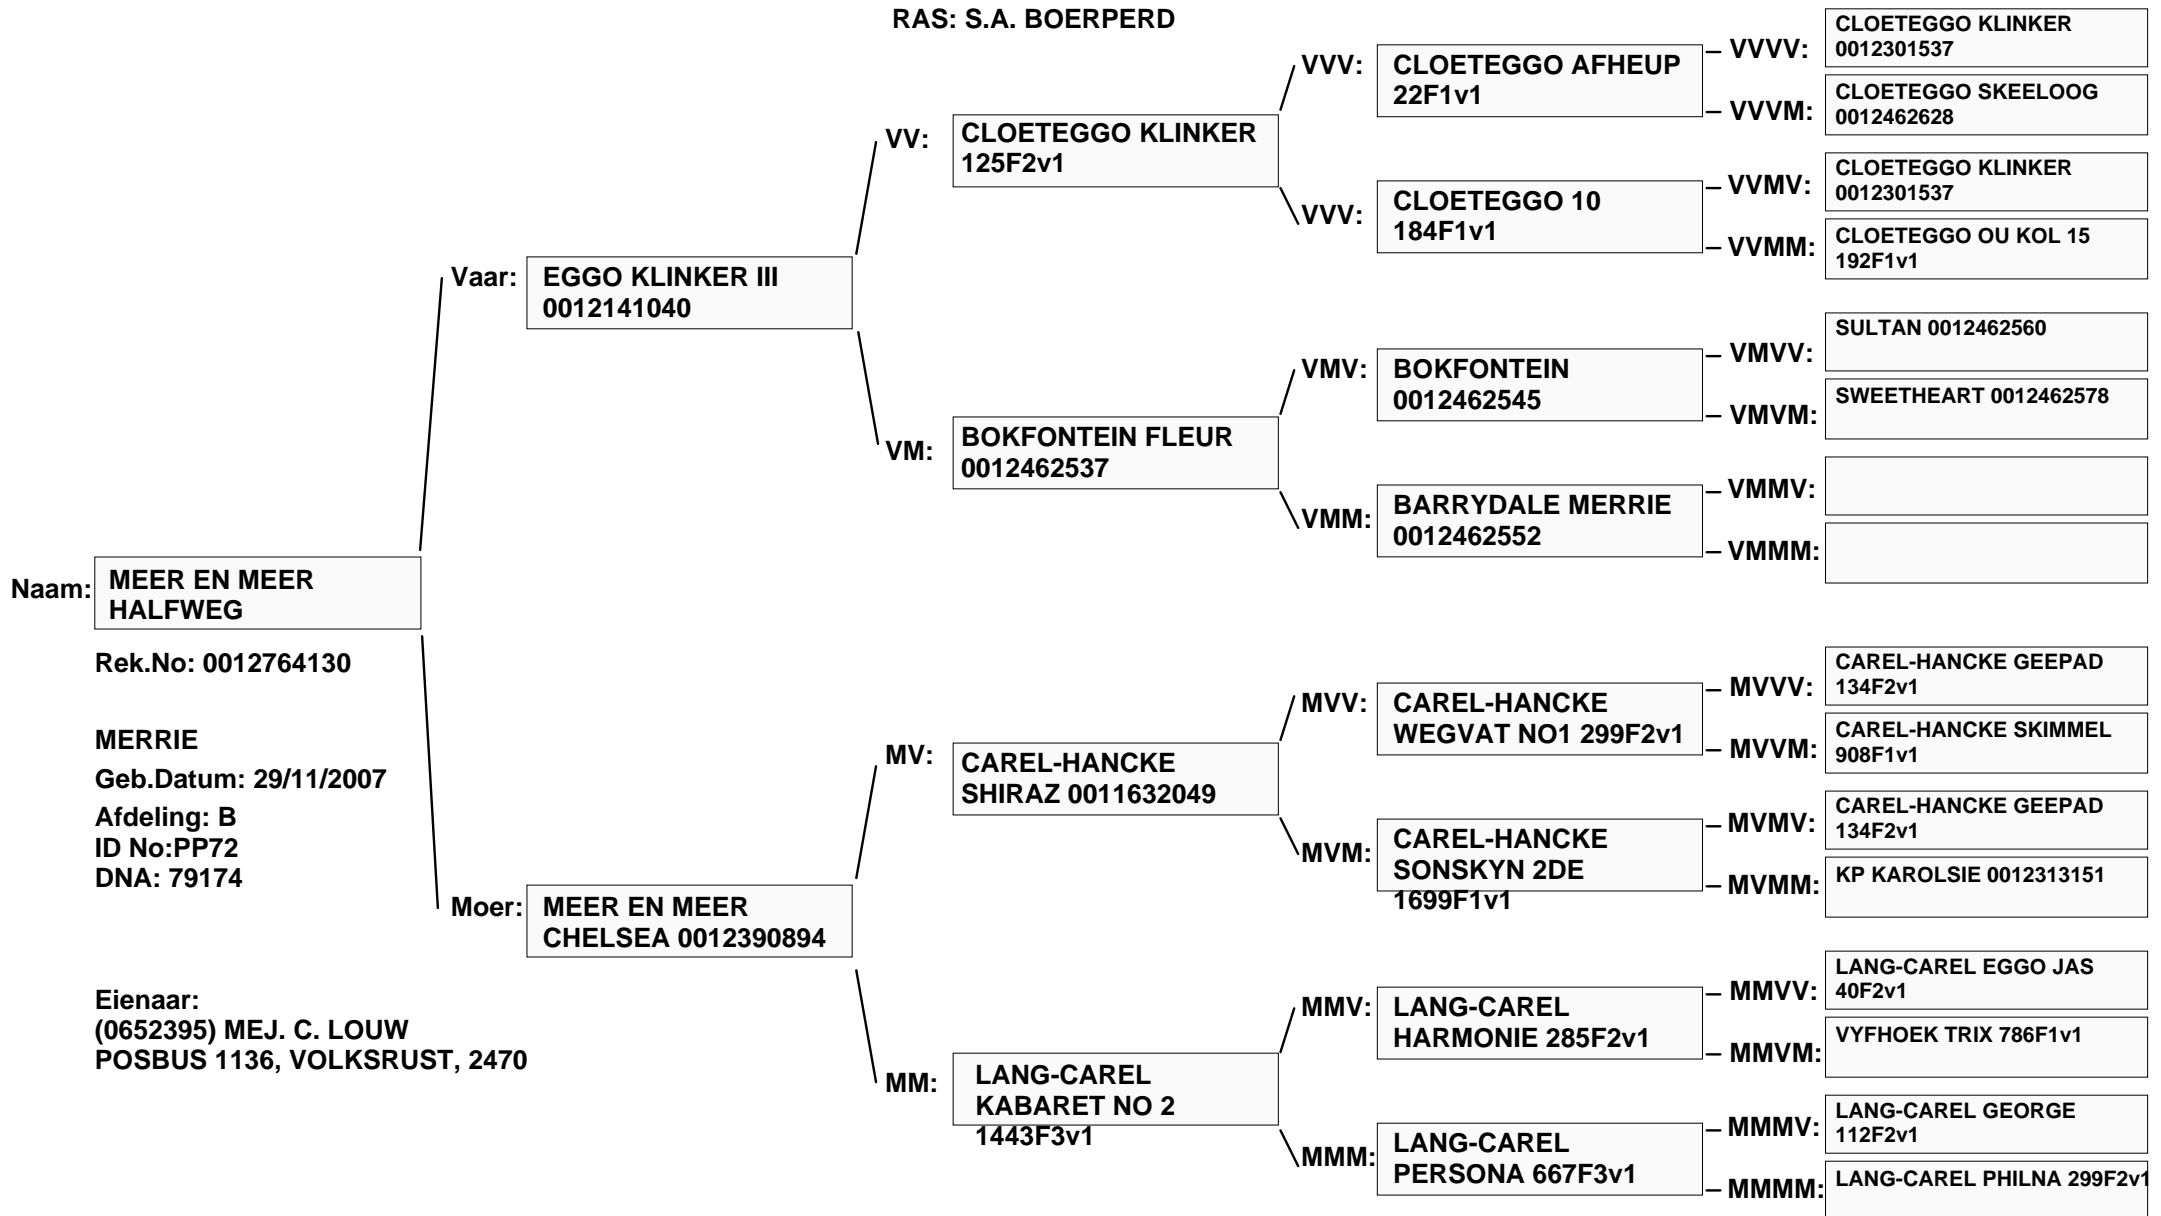 RAS: S.A. BOERPERD
Naam:
MEER EN MEER
HALFWEG
Rek.No: 0012764130
MERRIE
Geb.Datum: 29/11/2007
Afdeling: B
ID No:PP72
DNA: 79174
Eienaar:
(0652395) MEJ. C. LOUW
POSBUS 1136, VOLKSRUST, 2470
Vaar:
EGGO KLINKER III
0012141040
Moer:
MEER EN MEER
CHELSEA 0012390894
VV:
CLOETEGGO KLINKER
125F2v1
VM:
BOKFONTEIN FLEUR
0012462537
MV:
CAREL-HANCKE
SHIRAZ 0011632049
MM:
LANG-CAREL
KABARET NO 2
1443F3v1
VVV:
CLOETEGGO AFHEUP
22F1v1
VVV:
CLOETEGGO 10
184F1v1
VMV:
BOKFONTEIN
0012462545
VMM:
BARRYDALE MERRIE
0012462552
MVV:
CAREL-HANCKE
WEGVAT NO1 299F2v1
MVM:
CAREL-HANCKE
SONSKYN 2DE
1699F1v1
MMV:
LANG-CAREL
HARMONIE 285F2v1
MMM:
LANG-CAREL
PERSONA 667F3v1
VVVV:
CLOETEGGO KLINKER
0012301537
VVVM:
CLOETEGGO SKEELOOG
0012462628
VVMV:
CLOETEGGO KLINKER
0012301537
VVMM:
CLOETEGGO OU KOL 15
192F1v1
VMVV:
SULTAN 0012462560
VMVM:
SWEETHEART 0012462578
VMMV:
VMMM:
MVVV:
CAREL-HANCKE GEEPAD
134F2v1
MVVM:
CAREL-HANCKE SKIMMEL
908F1v1
MVMV:
CAREL-HANCKE GEEPAD
134F2v1
MVMM:
KP KAROLSIE 0012313151
MMVV:
LANG-CAREL EGGO JAS
40F2v1
MMVM:
VYFHOEK TRIX 786F1v1
MMMV:
LANG-CAREL GEORGE
112F2v1
MMMM:
LANG-CAREL PHILNA 299F2v1